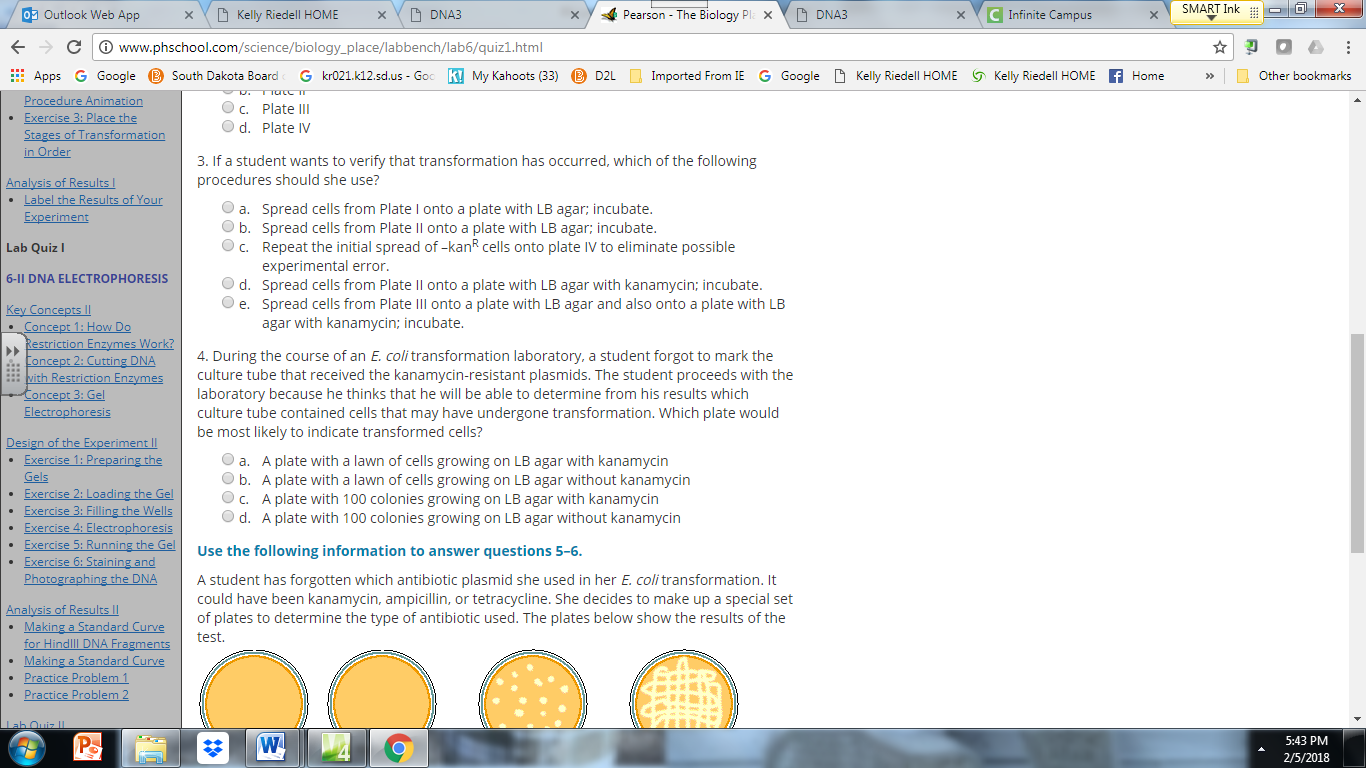 Outlook Web App
Kelly Riedell HOME
DNA3
Pearson - The Biology Pl
DNA3
Infinite Campus
SMART Ink
www.phschool.com/science/biology_place/labbench/lab6/quiz1.html
Apps
Google
South Dakota Board
kr021.k12.sd.us - Goo
My Kahoots (33)
D2L
Imported From IE
Google
Kelly Riedell HOME
Kelly Riedell HOME
Home
»
Other bookmarks
Procedure Animation
Exercise 3: Place the
Stages of Transformation
in Order
Analysis of Results I
Label the Results of Your
Experiment
Lab Quiz I
6-II DNA ELECTROPHORESIS
Key Concepts II
Concept 1: How Do
Restriction Enzymes Work?
Concept 2: Cutting DNA
with Restriction Enzymes
Concept 3: Gel
Electrophoresis
Design of the Experiment II
Exercise 1: Preparing the
Gels
Exercise 2: Loading the Gel
Exercise 3: Filling the Wells
Exercise 4: Electrophoresis
Exercise 5: Running the Gel
Exercise 6: Staining and
Photographing the DNA
Analysis of Results II
Making a Standard Curve
for HindIII DNA Fragments
Making a Standard Curve
Practice Problem 1
Practice Problem 2
Lab Quiz II
b. Plate II
c. Plate III
d. Plate IV
3. If a student wants to verify that transformation has occurred, which of the following
procedures should she use?
a. Spread cells from Plate I onto a plate with LB agar; incubate.
b. Spread cells from Plate II onto a plate with LB agar; incubate.
c. Repeat the initial spread of –kanR cells onto plate IV to eliminate possible
experimental error.
d. Spread cells from Plate II onto a plate with LB agar with kanamycin; incubate.
e. Spread cells from Plate III onto a plate with LB agar and also onto a plate with LB
agar with kanamycin; incubate.
4. During the course of an E. coli transformation laboratory, a student forgot to mark the
culture tube that received the kanamycin-resistant plasmids. The student proceeds with the
laboratory because he thinks that he will be able to determine from his results which
culture tube contained cells that may have undergone transformation. Which plate would
be most likely to indicate transformed cells?
a. A plate with a lawn of cells growing on LB agar with kanamycin
b. A plate with a lawn of cells growing on LB agar without kanamycin
c. A plate with 100 colonies growing on LB agar with kanamycin
d. A plate with 100 colonies growing on LB agar without kanamycin
Use the following information to answer questions 5–6.
A student has forgotten which antibiotic plasmid she used in her E. coli transformation. It
could have been kanamycin, ampicillin, or tetracycline. She decides to make up a special set
of plates to determine the type of antibiotic used. The plates below show the results of the
test.
5:43 PM
2/5/2018